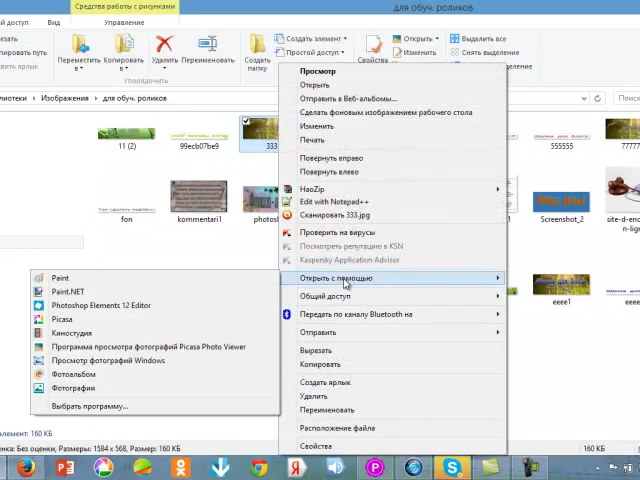 Средства работы с рисунками
для обуч. роликов
Вид
Управление
Переместить в
Копировать в
Удалить
Переименовать
Создать папку
Создать элемент
Простой доступ
Свойства
Открыть
Изменить
Выделить все
Снять выделение
Упорядочить
Изображения
для обуч. роликов
11 (2)
99ecb07be9
333
555555
fon
kommentari1
Screenshot_2
eeee1
Просмотр
Открыть
Отправить в Веб-альбомы...
Сделать фоновым изображением рабочего стола
Изменить
Печать
Повернуть вправо
Повернуть влево
HaoZip
Edit with Notepad++
Сканировать 333.jpg
Проверить на вирусы
Посмотреть репутацию в KSN
Kaspersky Application Advisor
Открыть с помощью
Общий доступ
Передать по каналу Bluetooth на
Отправить
Вырезать
Копировать
Создать ярлык
Удалить
Переименовать
Расположение файла
Свойства
Paint
Paint.NET
Photoshop Elements 12 Editor
Picasa
Киностудия
Программа просмотра фотографий Picasa Photo Viewer
Просмотр фотографий Windows
Фотоальбом
Фотографии
Выбрать программу...
элемент: 160 КБ
Без оценки, Размеры: 1584 x 568, Размер: 160 КБ
160 КБ